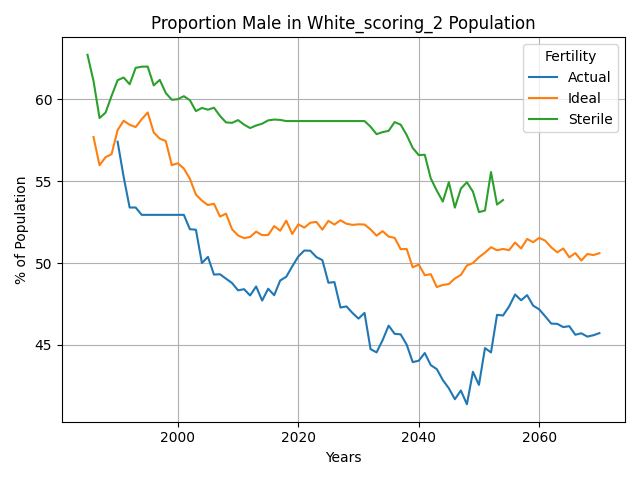 Proportion Male in White_scoring_2 Population
% of Population
60
55
50
45
2000
2020
2040
2060
Years
Fertility
Actual
Ideal
Sterile